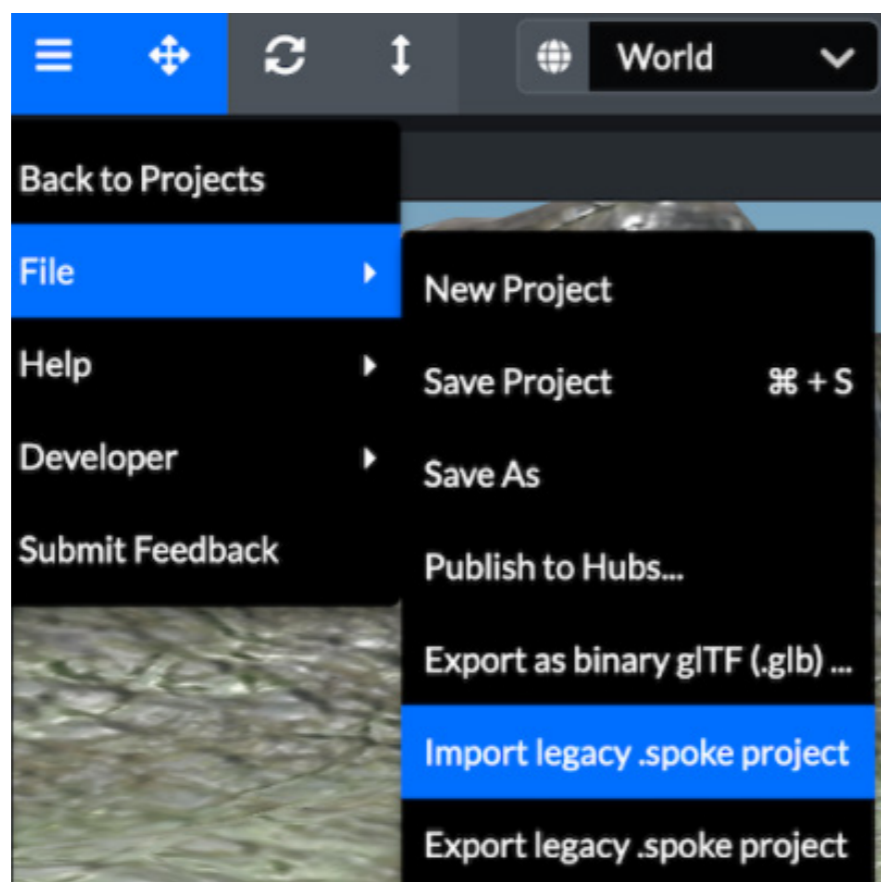 World
Back to Projects
File
Help
Developer
Submit Feedback
New Project
Save Project ⌘ + S
Save As
Publish to Hubs...
Export as binary glTF (.glb) ...
Import legacy .spoke project
Export legacy .spoke project